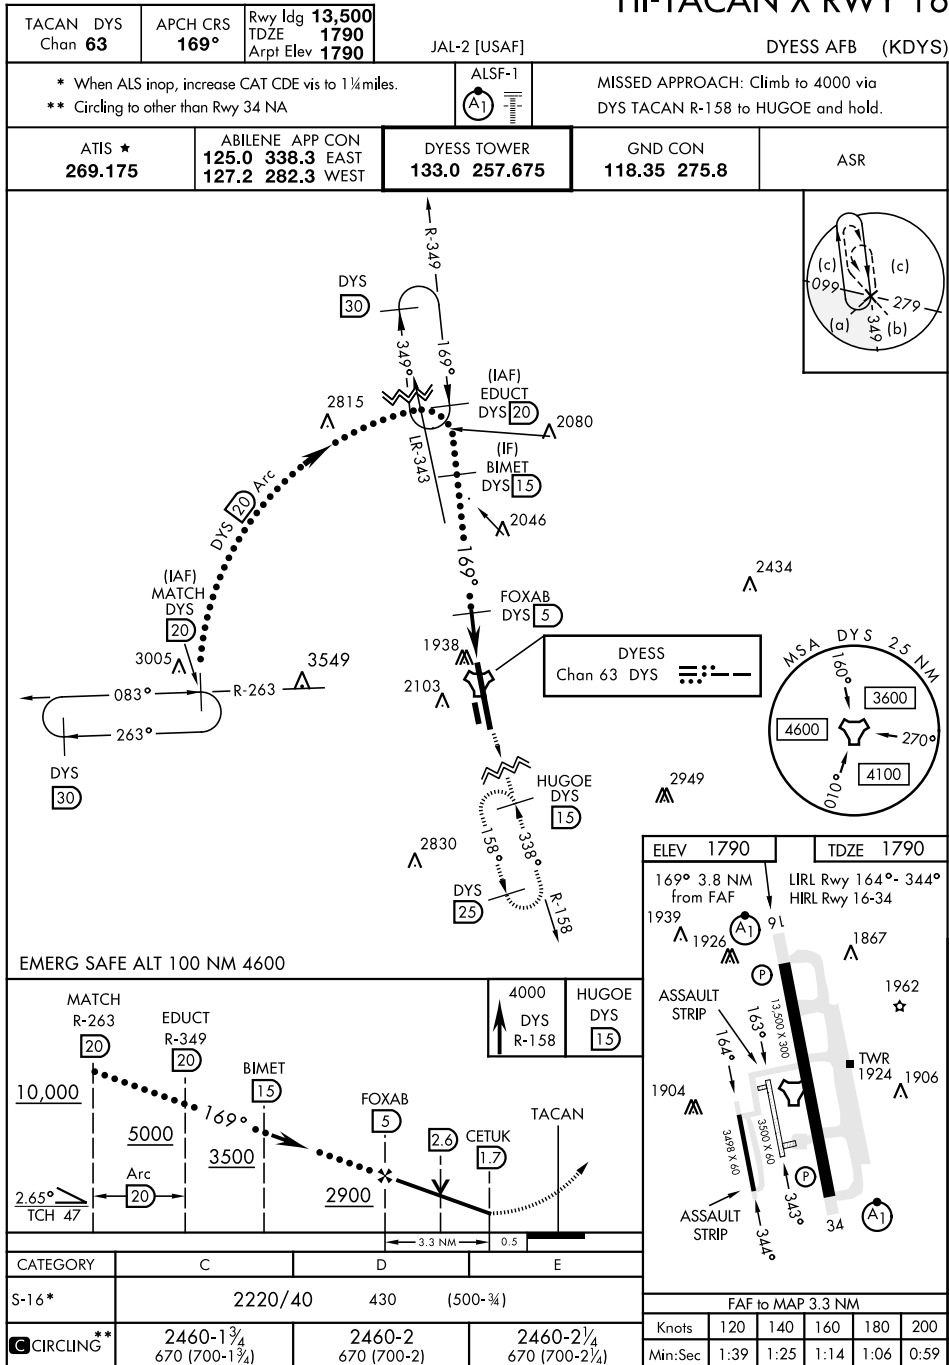 HI-TACAN X RWY 16
TACAN DYS
Chan 63
APCH CRS
169°
Rwy ldg 13,500
TDZE 1790
Arpt Elev 1790
JAL-2 [USAF]
DYESS AFB (KDYS)
* When ALS inop, increase CAT CDE vis to 1¼ miles.
** Circling to other than Rwy 34 NA
ALSF-1
A1
MISSED APPROACH: Climb to 4000 via
DYS TACAN R-158 to HUGOE and hold.
ATIS ★
269.175
ABILENE APP CON
125.0 338.3 EAST
127.2 282.3 WEST
DYESS TOWER
133.0 257.675
GND CON
118.35 275.8
ASR
R-349
DYS
30
349°
169°
(IAF)
EDUCT
DYS 20
2815
2080
LR-343
(IF)
BIMET
DYS 15
2046
DYS 20 Arc
169°
(IAF)
MATCH
DYS
20
FOXAB
DYS 5
2434
3005
3549
1938
2103
083°
R-263
263°
DYS
30
DYESS
Chan 63 DYS
(c)
(c)
099
279
(a)
(b)
349
MSA DYS 25 NM
160°
3600
4600
270°
4100
010°
HUGOE
DYS
15
2949
158°
338°
2830
DYS
25
R-158
EMERG SAFE ALT 100 NM 4600
ELEV 1790
TDZE 1790
169° 3.8 NM
from FAF
LIRL Rwy 164°- 344°
HIRL Rwy 16-34
1939
1926
A1
16
1867
P
1962
ASSAULT
STRIP
163°
164°
13,500 X 300
TWR
1924
1906
1904
3500 X 60
3498 X 60
P
343°
ASSAULT
STRIP
344°
34
A1
MATCH
R-263
20
EDUCT
R-349
20
BIMET
15
4000
DYS
R-158
HUGOE
DYS
15
10,000
169°
FOXAB
5
2.6
CETUK
1.7
TACAN
5000
3500
2900
Arc
20
2.65°
TCH 47
3.3 NM
0.5
CATEGORY C D E
S-16* 2220/40 430 (500-¾)
C CIRCLING** 2460-1¾ 2460-2 2460-2¼
670 (700-1¾) 670 (700-2) 670 (700-2¼)
FAF to MAP 3.3 NM
Knots 120 140 160 180 200
Min:Sec 1:39 1:25 1:14 1:06 0:59